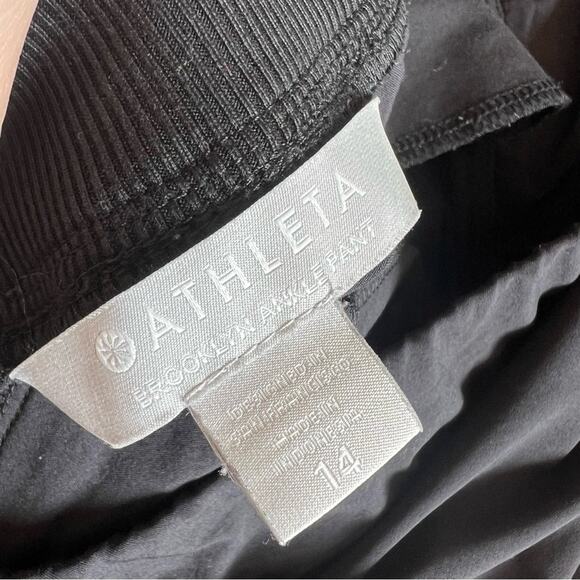 ATHLETA
BROOKLYN ANKLE PANT
DESIGNED IN
SAN FRANCISCO
MADE IN
INDONESIA
14